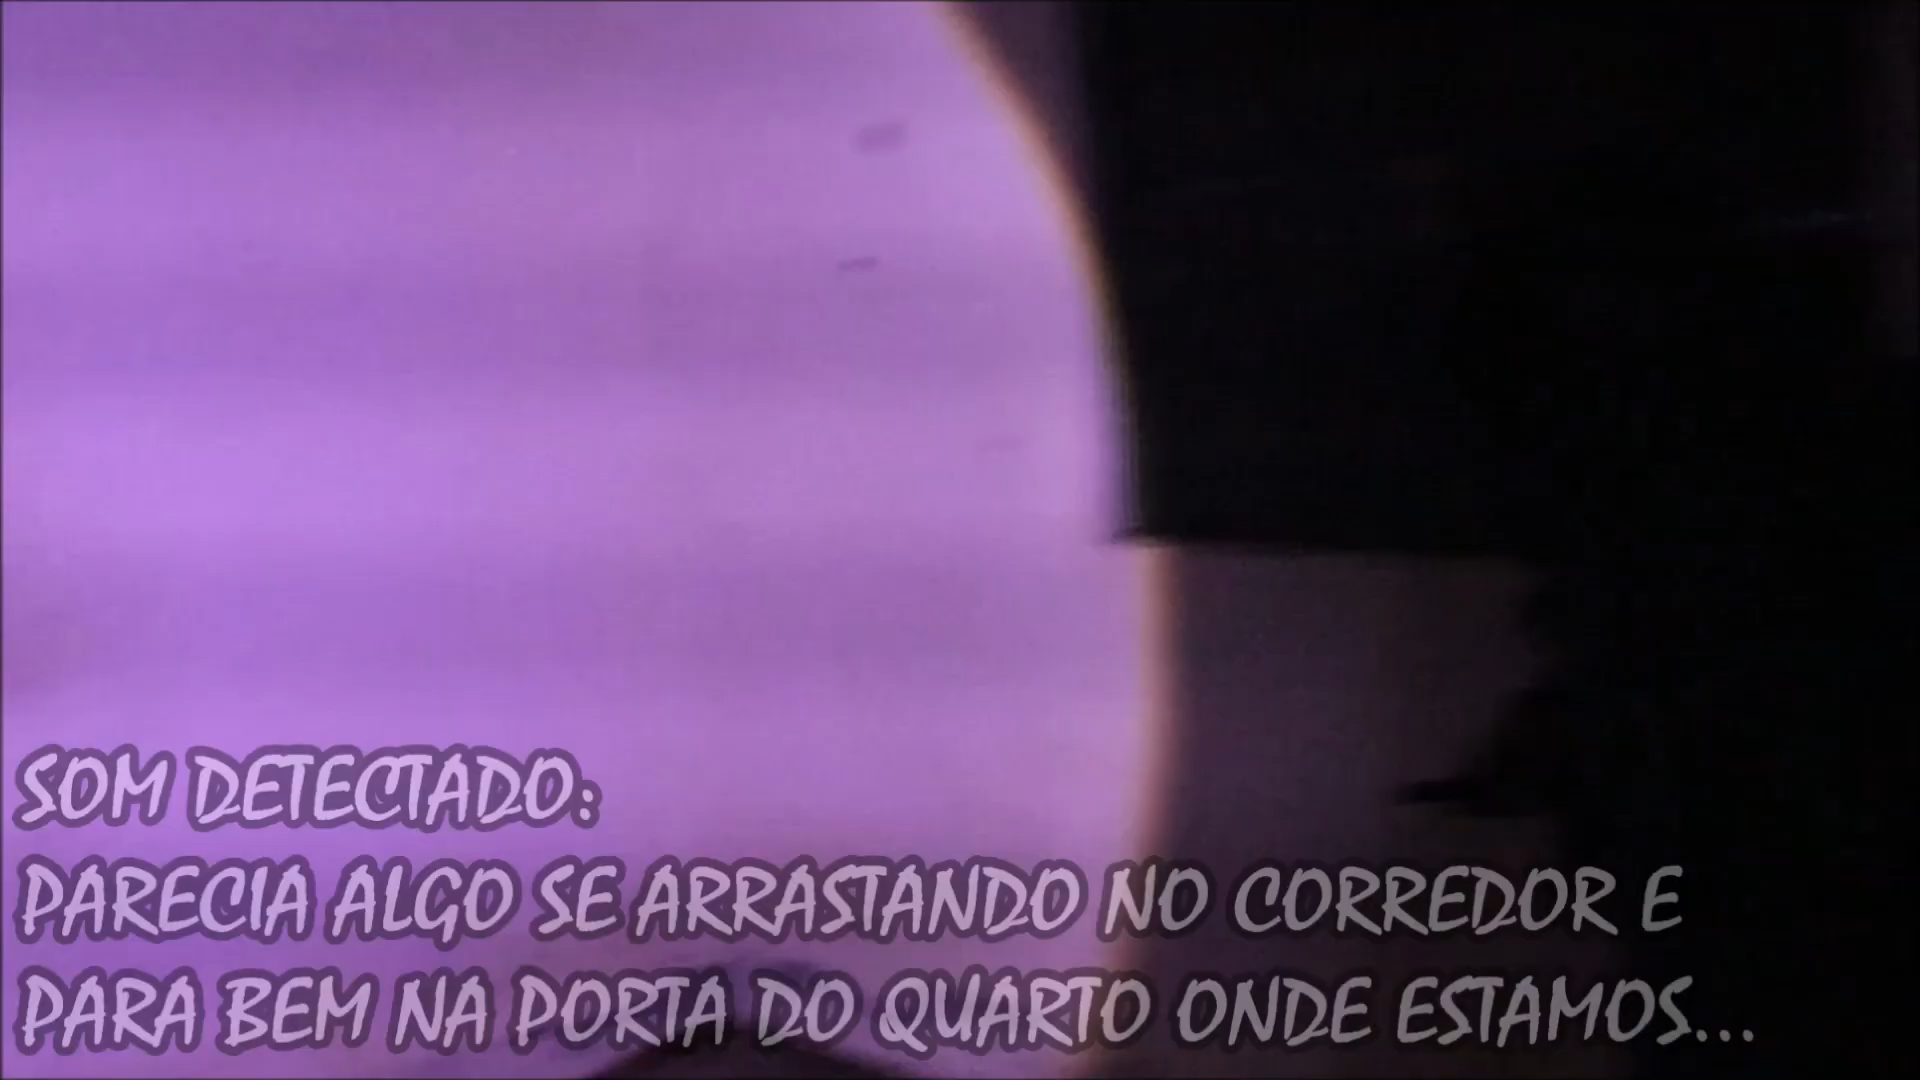 SOM DETECTADO:
PARECIA ALGO SE ARRASTANDO NO CORREDOR E
PARA BEM NA PORTA DO QUARTO ONDE ESTAMOS...